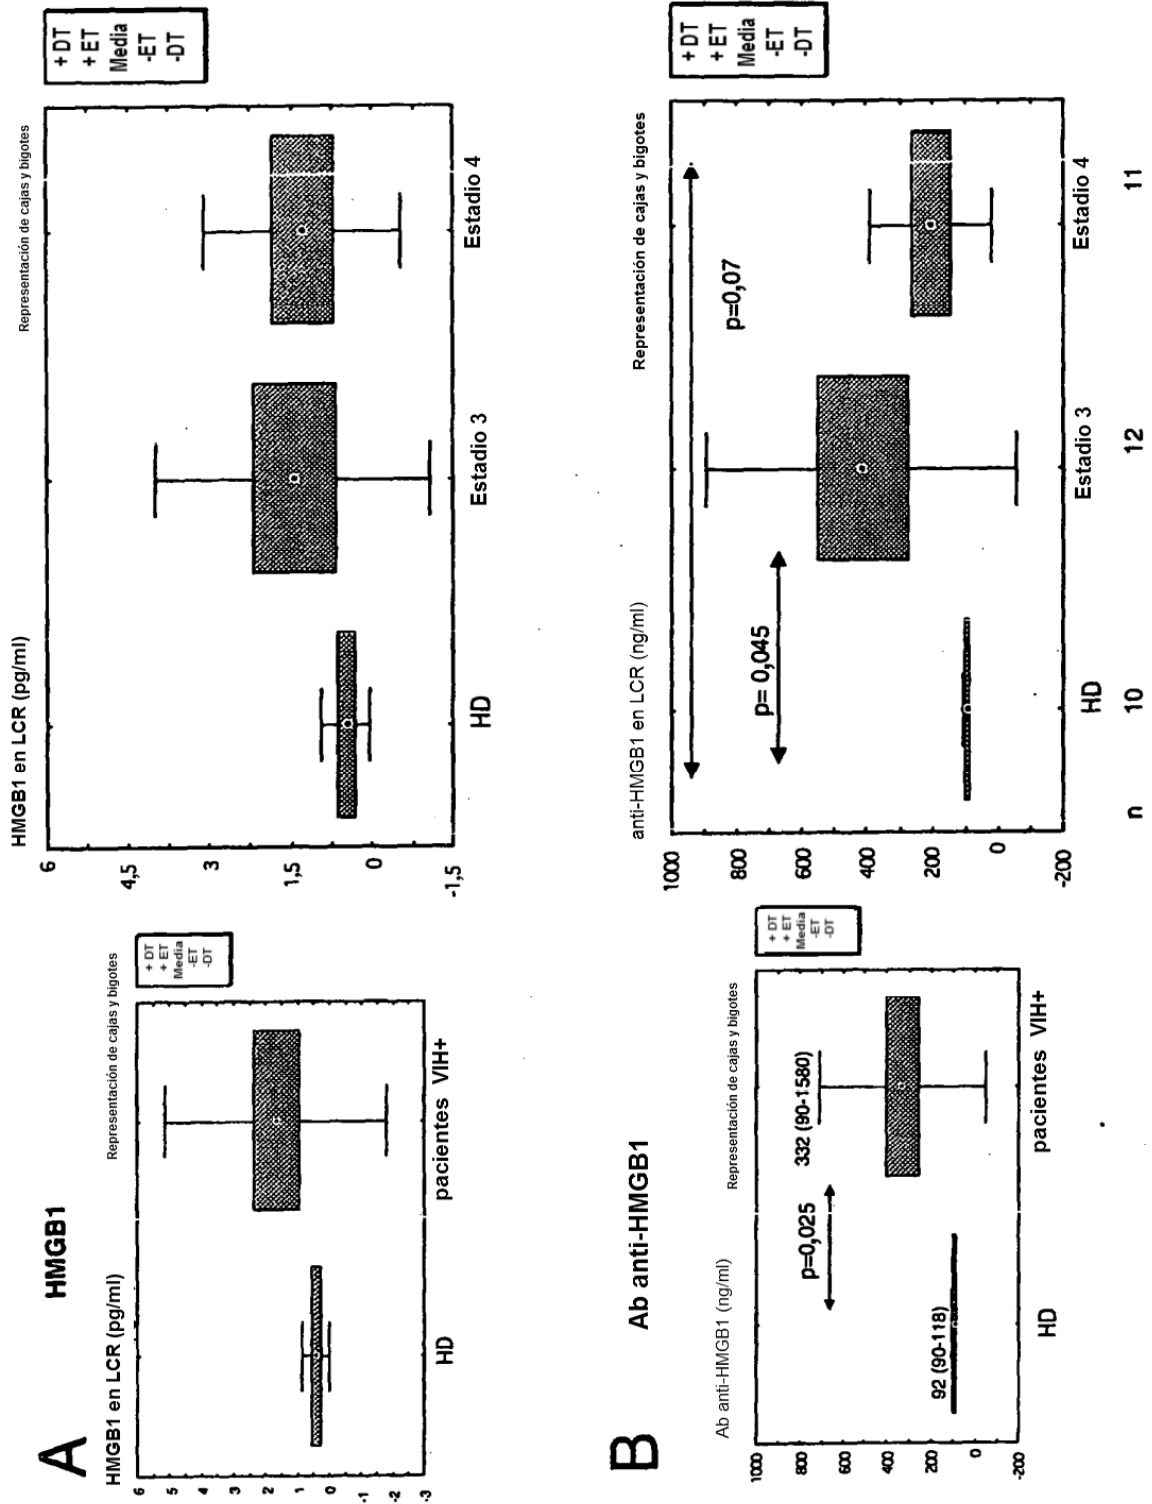 A
HMGB1
HMGB1 en LCR (pg/ml)
Representación de cajas y bigotes
+ DT
+ ET
Media
-ET
-DT
6
5
4
3
2
1
0
-1
-2
-3
HD
pacientes VIH+
HMGB1 en LCR (pg/ml)
Representación de cajas y bigotes
+ DT
+ ET
Media
-ET
-DT
6
4,5
3
1,5
0
-1,5
HD
Estadio 3
Estadio 4
B
Ab anti-HMGB1
Ab anti-HMGB1 (ng/ml)
Representación de cajas y bigotes
+ DT
+ ET
Media
-ET
-DT
1000
800
600
400
200
0
-200
p=0,025
332 (90-1580)
92 (90-118)
HD
pacientes VIH+
anti-HMGB1 en LCR (ng/ml)
Representación de cajas y bigotes
+ DT
+ ET
Media
-ET
-DT
1000
800
600
400
200
0
-200
p=0,07
p= 0,045
HD
Estadio 3
Estadio 4
n
10
12
11